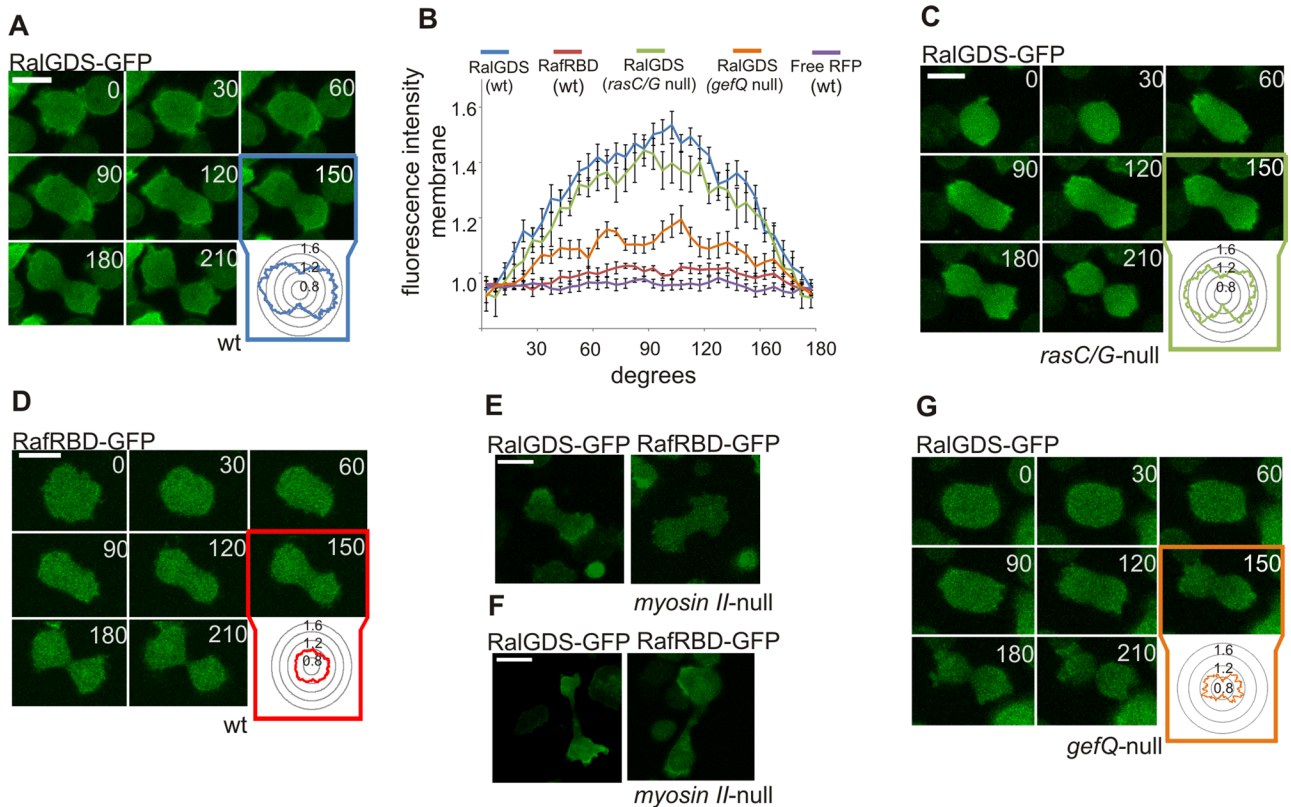 A
RalGDS-GFP
0
30
60
90
120
150
180
210
1.6
1.2
0.8
wt
B
RalGDS
(wt)
RafRBD
(wt)
RalGDS
(rasC/G null)
RalGDS
(gefQ null)
Free RFP
(wt)
fluorescence intensity
membrane
1.6
1.4
1.2
1.0
30
60
90
120
160
180
degrees
C
RalGDS-GFP
0
30
60
90
120
150
180
210
1.6
1.2
0.8
rasC/G-null
D
RafRBD-GFP
0
30
60
90
120
150
180
210
1.6
1.2
0.8
wt
E
RalGDS-GFP
RafRBD-GFP
myosin II-null
F
RalGDS-GFP
RafRBD-GFP
myosin II-null
G
RalGDS-GFP
0
30
60
90
120
150
180
210
1.6
1.2
0.8
gefQ-null